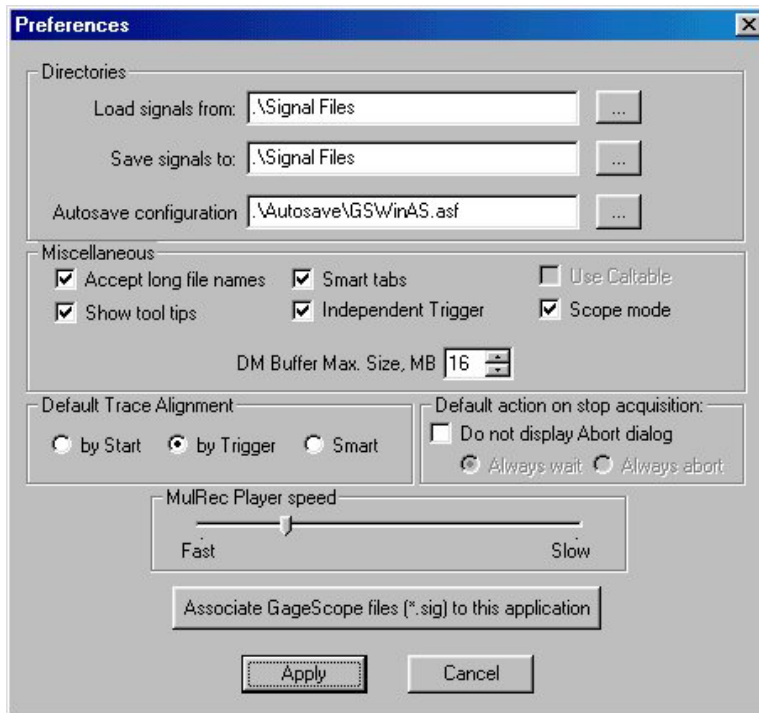 Preferences
Directories
Load signals from: .\Signal Files ...
Save signals to: .\Signal Files ...
Autosave configuration .\Autosave\GSWinAS.asf ...
Miscellaneous
Accept long file names Smart tabs Use Caltable
Show tool tips Independent Trigger Scope mode
DM Buffer Max. Size, MB 16
Default Trace Alignment
by Start by Trigger Smart
Default action on stop acquisition:
Do not display Abort dialog
Always wait Always abort
MulRec Player speed
Fast Slow
Associate GageScope files (*.sig) to this application
Apply Cancel